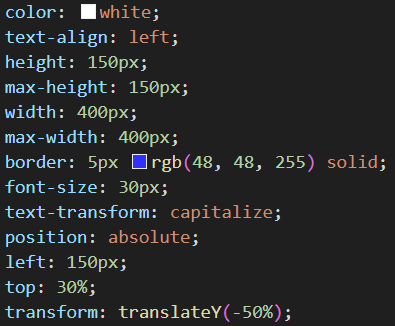 color: white;
text-align: left;
height: 150px;
max-height: 150px;
width: 400px;
max-width: 400px;
border: 5px rgb(48, 48, 255) solid;
font-size: 30px;
text-transform: capitalize;
position: absolute;
left: 150px;
top: 30%;
transform: translateY(-50%);